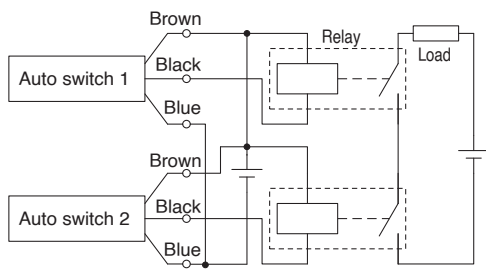 Brown
Relay
Load
Black
Auto switch 1
Blue
Brown
Black
Auto switch 2
Blue